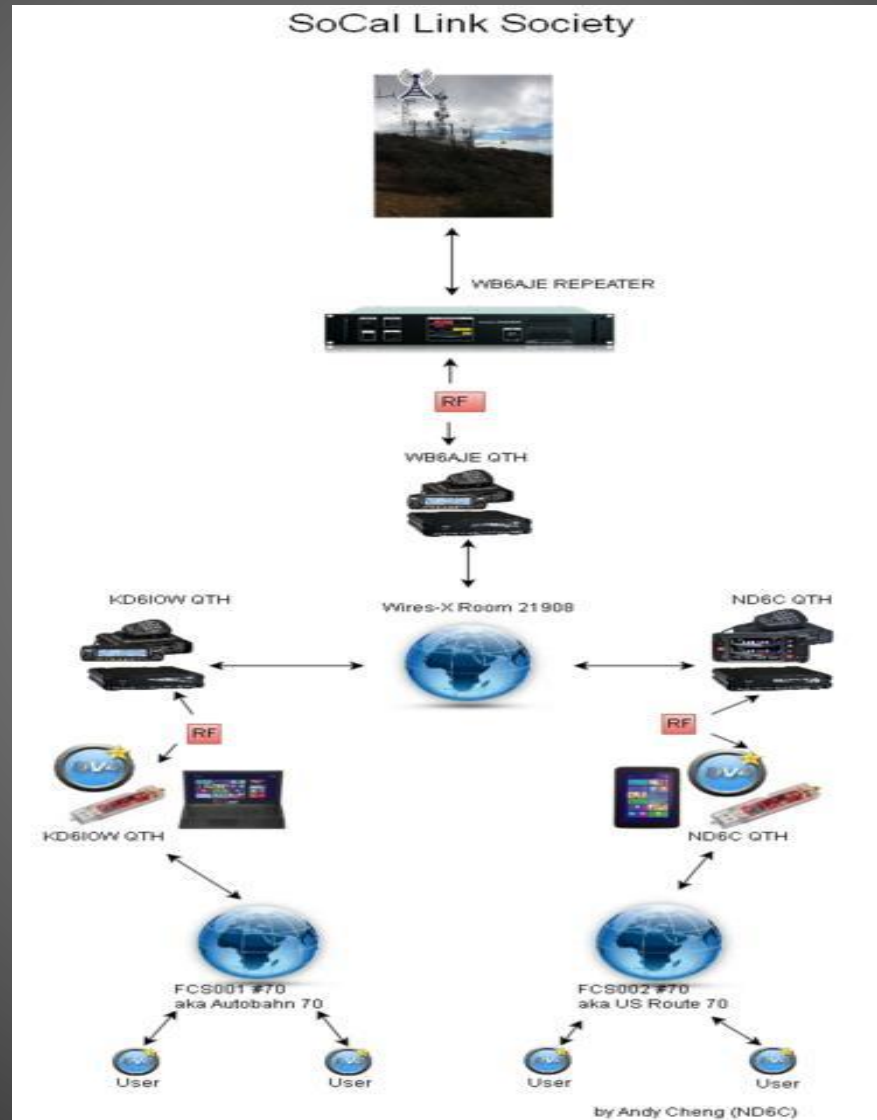 SoCal Link Society
WB6AJE REPEATER
RF
WB6AJE QTH
KD6IOW QTH
Wires-X Room 21908
ND6C QTH
RF
RF
DV4
DV4
KD6IOW QTH
ND6C QTH
FCS001 #70
aka Autobahn 70
FCS002 #70
aka US Route 70
User
User
User
User
by Andy Cheng (ND6C)